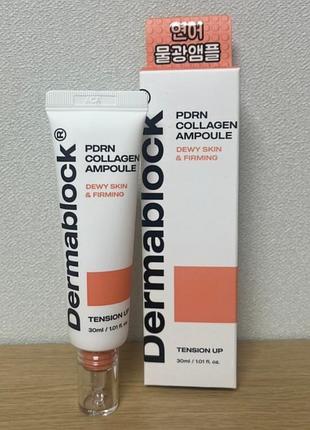 연어
물광앰플
ACA
Dermablock®
PDRN
COLLAGEN
AMPOULE
DEWY SKIN
& FIRMING
TENSION UP
30ml / 1.01 fl. oz.
Dermablock®
PDRN
COLLAGEN
AMPOULE
DEWY SKIN
& FIRMING
TENSION UP
30ml / 1.01 fl. oz.